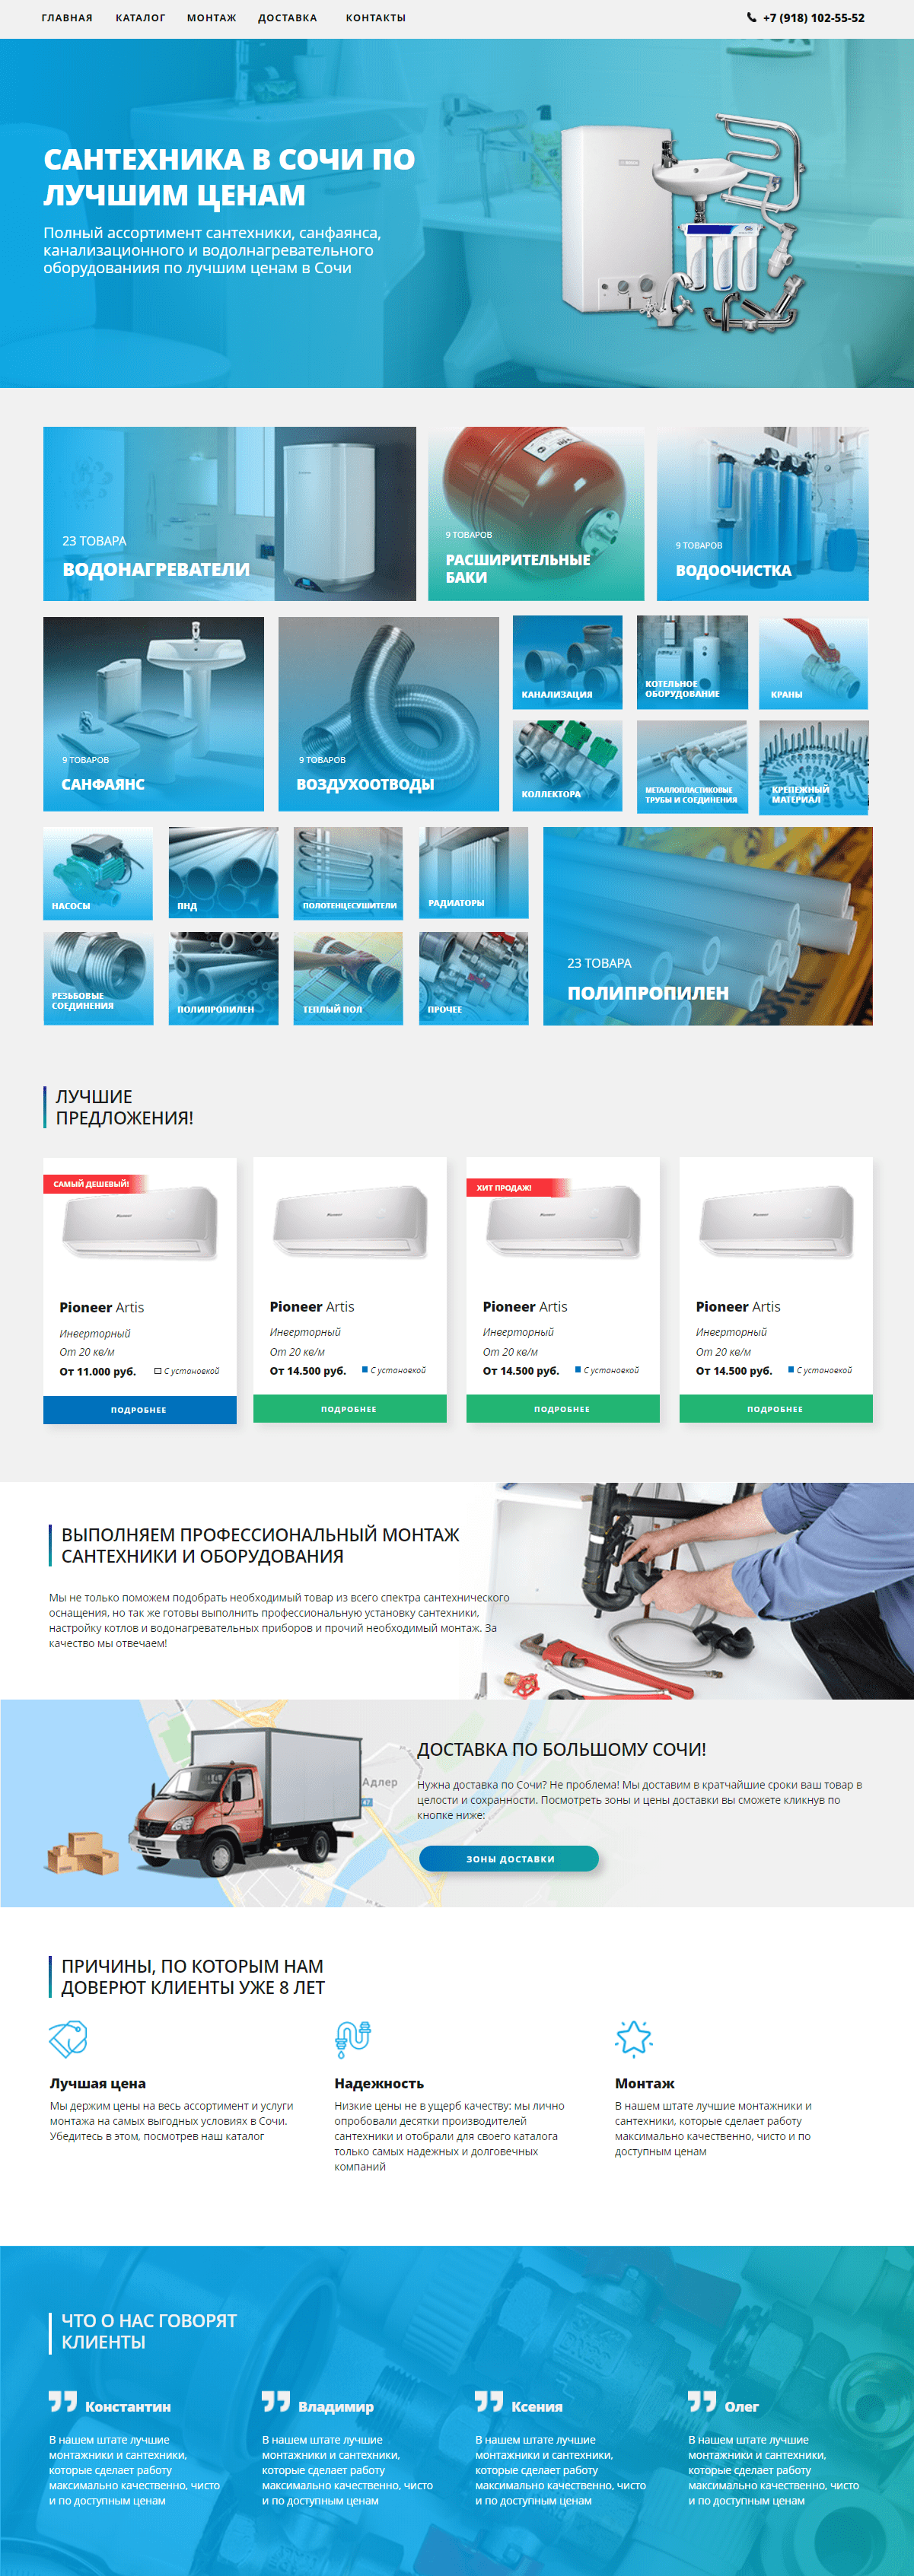 ГЛАВНАЯ КАТАЛОГ МОНТАЖ ДОСТАВКА КОНТАКТЫ
+7 (918) 102-55-52
САНТЕХНИКА В СОЧИ ПО
ЛУЧШИМ ЦЕНАМ
Полный ассортимент сантехники, санфаянса,
канализационного и водолнагревательного
оборудованиия по лучшим ценам в Сочи
23 ТОВАРА
ВОДОНАГРЕВАТЕЛИ
9 ТОВАРОВ
РАСШИРИТЕЛЬНЫЕ
БАКИ
9 ТОВАРОВ
ВОДООЧИСТКА
9 ТОВАРОВ
САНФАЯНС
9 ТОВАРОВ
ВОЗДУХООТВОДЫ
КАНАЛИЗАЦИЯ
КОТЕЛЬНОЕ
ОБОРУДОВАНИЕ
КРАНЫ
КОЛЛЕКТОРА
МЕТАЛЛОПЛАСТИКОВЫЕ
ТРУБЫ И СОЕДИНЕНИЯ
КРЕПЕЖНЫЙ
МАТЕРИАЛ
НАСОСЫ
ПНД
ПОЛОТЕНЦЕСУШИТЕЛИ
РАДИАТОРЫ
РЕЗЬБОВЫЕ
СОЕДИНЕНИЯ
ПОЛИПРОПИЛЕН
ТЕПЛЫЙ ПОЛ
ПРОЧЕЕ
23 ТОВАРА
ПОЛИПРОПИЛЕН
ЛУЧШИЕ
ПРЕДЛОЖЕНИЯ!
САМЫЙ ДЕШЕВЫЙ!
Pioneer Artis
Инверторный
От 20 кв/м
От 11.000 руб. С установкой
ПОДРОБНЕЕ
Pioneer Artis
Инверторный
От 20 кв/м
От 14.500 руб. С установкой
ПОДРОБНЕЕ
ХИТ ПРОДАЖ!
Pioneer Artis
Инверторный
От 20 кв/м
От 14.500 руб. С установкой
ПОДРОБНЕЕ
Pioneer Artis
Инверторный
От 20 кв/м
От 14.500 руб. С установкой
ПОДРОБНЕЕ
ВЫПОЛНЯЕМ ПРОФЕССИОНАЛЬНЫЙ МОНТАЖ
САНТЕХНИКИ И ОБОРУДОВАНИЯ
Мы не только поможем подобрать необходимый товар из всего спектра сантехнического
оснащения, но так же готовы выполнить профессиональную установку сантехники,
настройку котлов и водонагревательных приборов и прочий необходимый монтаж. За
качество мы отвечаем!
Адлер
47
ДОСТАВКА ПО БОЛЬШОМУ СОЧИ!
Нужна доставка по Сочи? Не проблема! Мы доставим в кратчайшие сроки ваш товар в
целости и сохранности. Посмотреть зоны и цены доставки вы сможете кликнув по
кнопке ниже:
ЗОНЫ ДОСТАВКИ
ПРИЧИНЫ, ПО КОТОРЫМ НАМ
ДОВЕРЮТ КЛИЕНТЫ УЖЕ 8 ЛЕТ
Лучшая цена
Мы держим цены на весь ассортимент и услуги
монтажа на самых выгодных условиях в Сочи.
Убедитесь в этом, посмотрев наш каталог
Надежность
Низкие цены не в ущерб качеству: мы лично
опробовали десятки производителей
сантехники и отобрали для своего каталога
только самых надежных и долговечных
компаний
Монтаж
В нашем штате лучшие монтажники и
сантехники, которые сделает работу
максимально качественно, чисто и по
доступным ценам
ЧТО О НАС ГОВОРЯТ
КЛИЕНТЫ
Константин
В нашем штате лучшие
монтажники и сантехники,
которые сделает работу
максимально качественно, чисто
и по доступным ценам
Владимир
В нашем штате лучшие
монтажники и сантехники,
которые сделает работу
максимально качественно, чисто
и по доступным ценам
Ксения
В нашем штате лучшие
монтажники и сантехники,
которые сделает работу
максимально качественно, чисто
и по доступным ценам
Олег
В нашем штате лучшие
монтажники и сантехники,
которые сделает работу
максимально качественно, чисто
и по доступным ценам